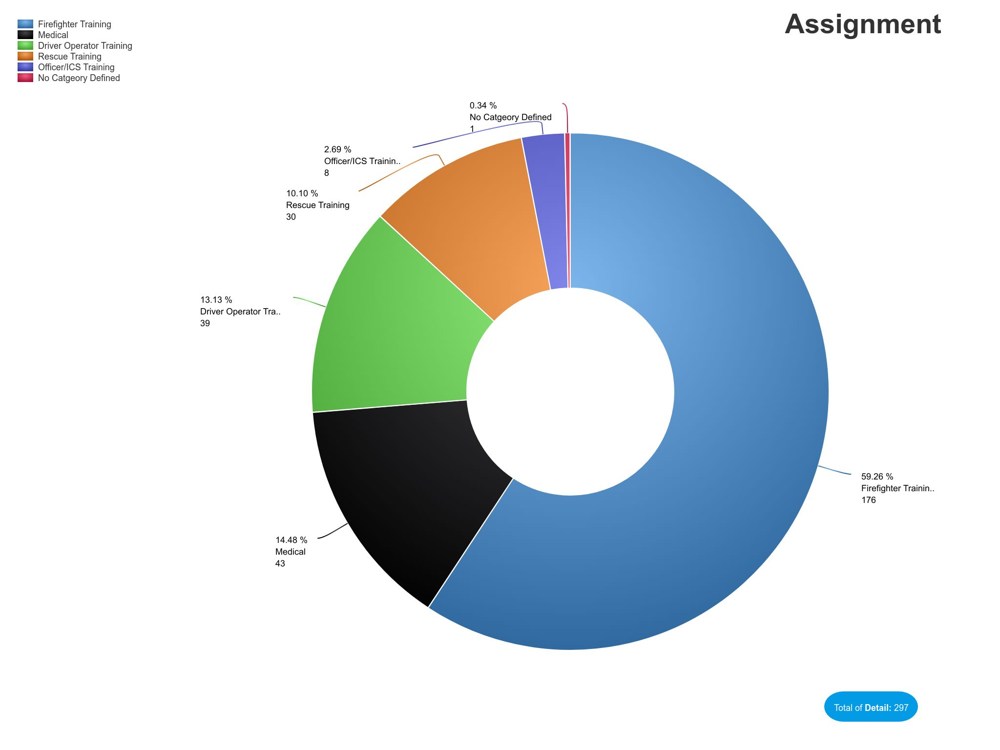 Assignment
Firefighter Training
Medical
Driver Operator Training
Rescue Training
Officer/ICS Training
No Catgeory Defined
0.34 %
No Catgeory Defined
1
2.69 %
Officer/ICS Trainin..
8
10.10 %
Rescue Training
30
13.13 %
Driver Operator Tra..
39
59.26 %
Firefighter Trainin..
176
14.48 %
Medical
43
Total of Detail: 297